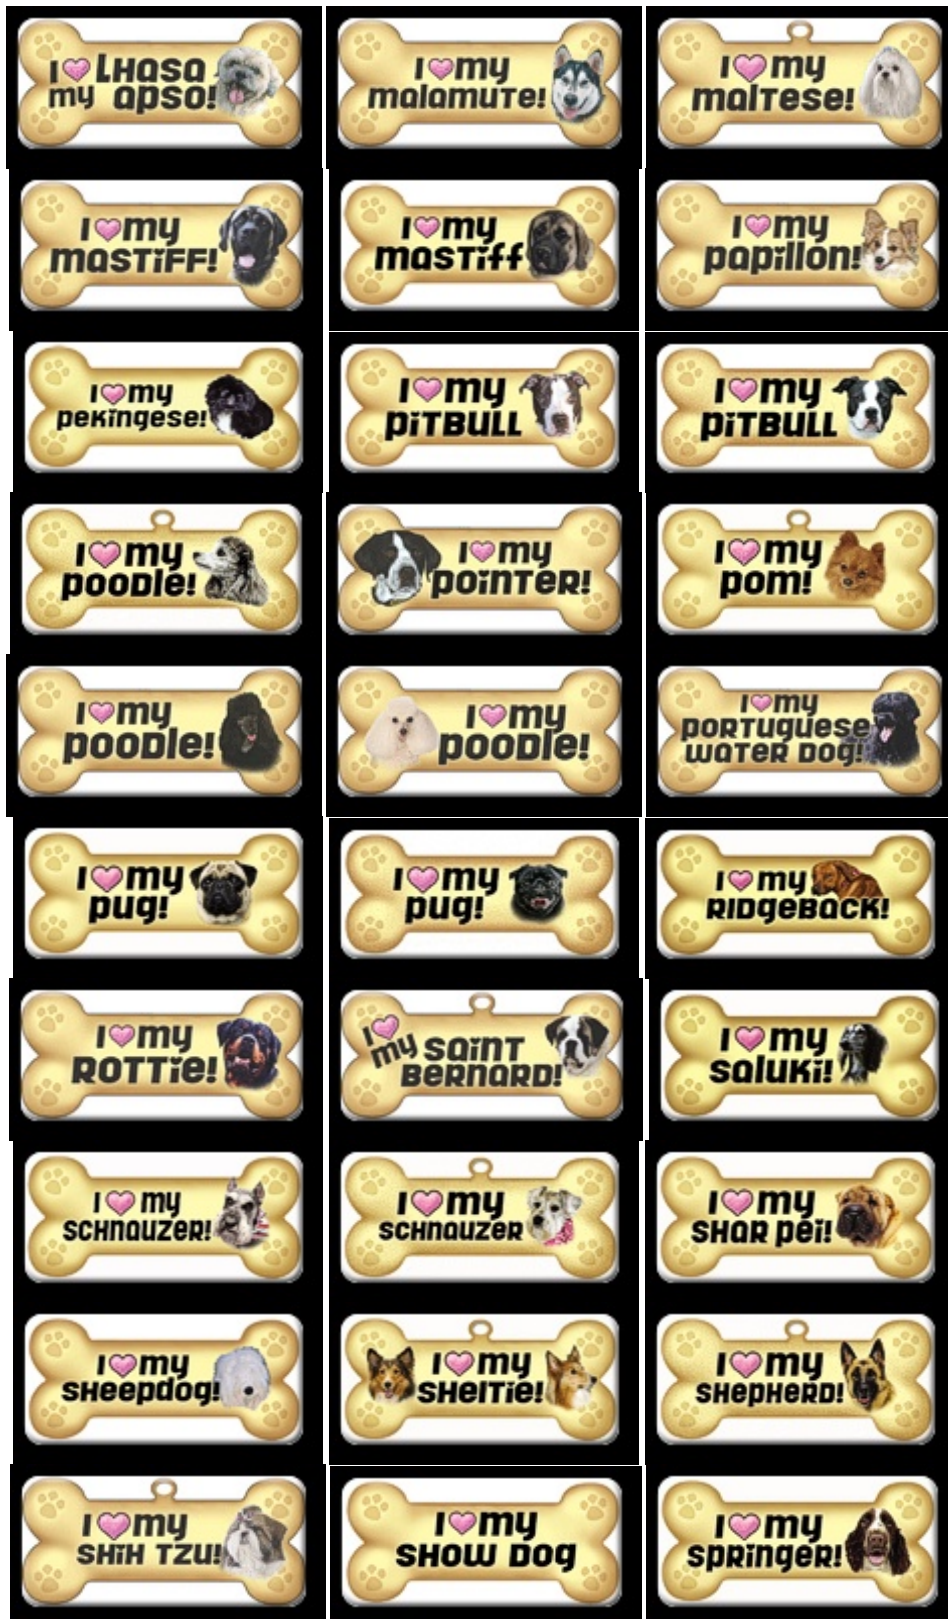 I my Lhasa apso!
I my
malamute!
I my
maltese!
I my
mastiff!
I my
mastiff
I my
papillon!
I my
pekingese!
I my
pitbull
I my
pitbull
I my
poodle!
I my
pointer!
I my
pom!
I my
poodle!
I my
poodle!
I my
portuguese
water dog!
I my
pug!
I my
pug!
I my
ridgeback!
I my
rottie!
I
my saint
bernard!
I my
saluki!
I my
schnauzer!
I my
schnauzer
I my
shar pei!
I my
sheepdog!
I my
sheltie!
I my
shepherd!
I my
shih tzu!
I my
show dog
I my
springer!